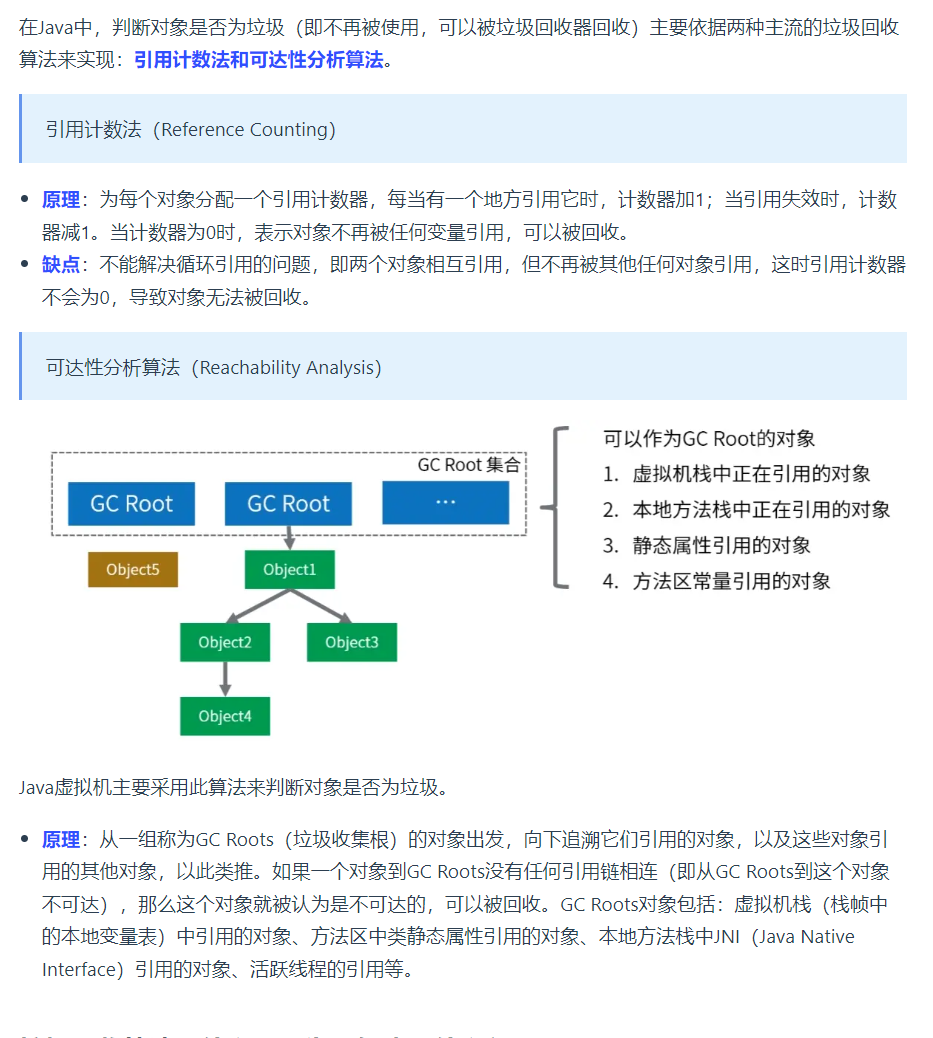 在Java中，判断对象是否为垃圾（即不再被使用，可以被垃圾回收器回收）主要依据两种主流的垃圾回收
算法来实现：引用计数法和可达性分析算法。
引用计数法（Reference Counting）
原理：为每个对象分配一个引用计数器，每当有一个地方引用它时，计数器加1；当引用失效时，计数
器减1。当计数器为0时，表示对象不再被任何变量引用，可以被回收。
缺点：不能解决循环引用的问题，即两个对象相互引用，但不再被其他任何对象引用，这时引用计数器
不会为0，导致对象无法被回收。
可达性分析算法（Reachability Analysis）
GC Root 集合
GC Root
GC Root
...
Object5
Object1
Object2
Object3
Object4
可以作为GC Root的对象
1. 虚拟机栈中正在引用的对象
2. 本地方法栈中正在引用的对象
3. 静态属性引用的对象
4. 方法区常量引用的对象
Java虚拟机主要采用此算法来判断对象是否为垃圾。
原理：从一组称为GC Roots（垃圾收集根）的对象出发，向下追溯它们引用的对象，以及这些对象引
用的其他对象，以此类推。如果一个对象到GC Roots没有任何引用链相连（即从GC Roots到这个对象
不可达），那么这个对象就被认为是不可达的，可以被回收。GC Roots对象包括：虚拟机栈（栈帧中
的本地变量表）中引用的对象、方法区中类静态属性引用的对象、本地方法栈中JNI（Java Native
Interface）引用的对象、活跃线程的引用等。